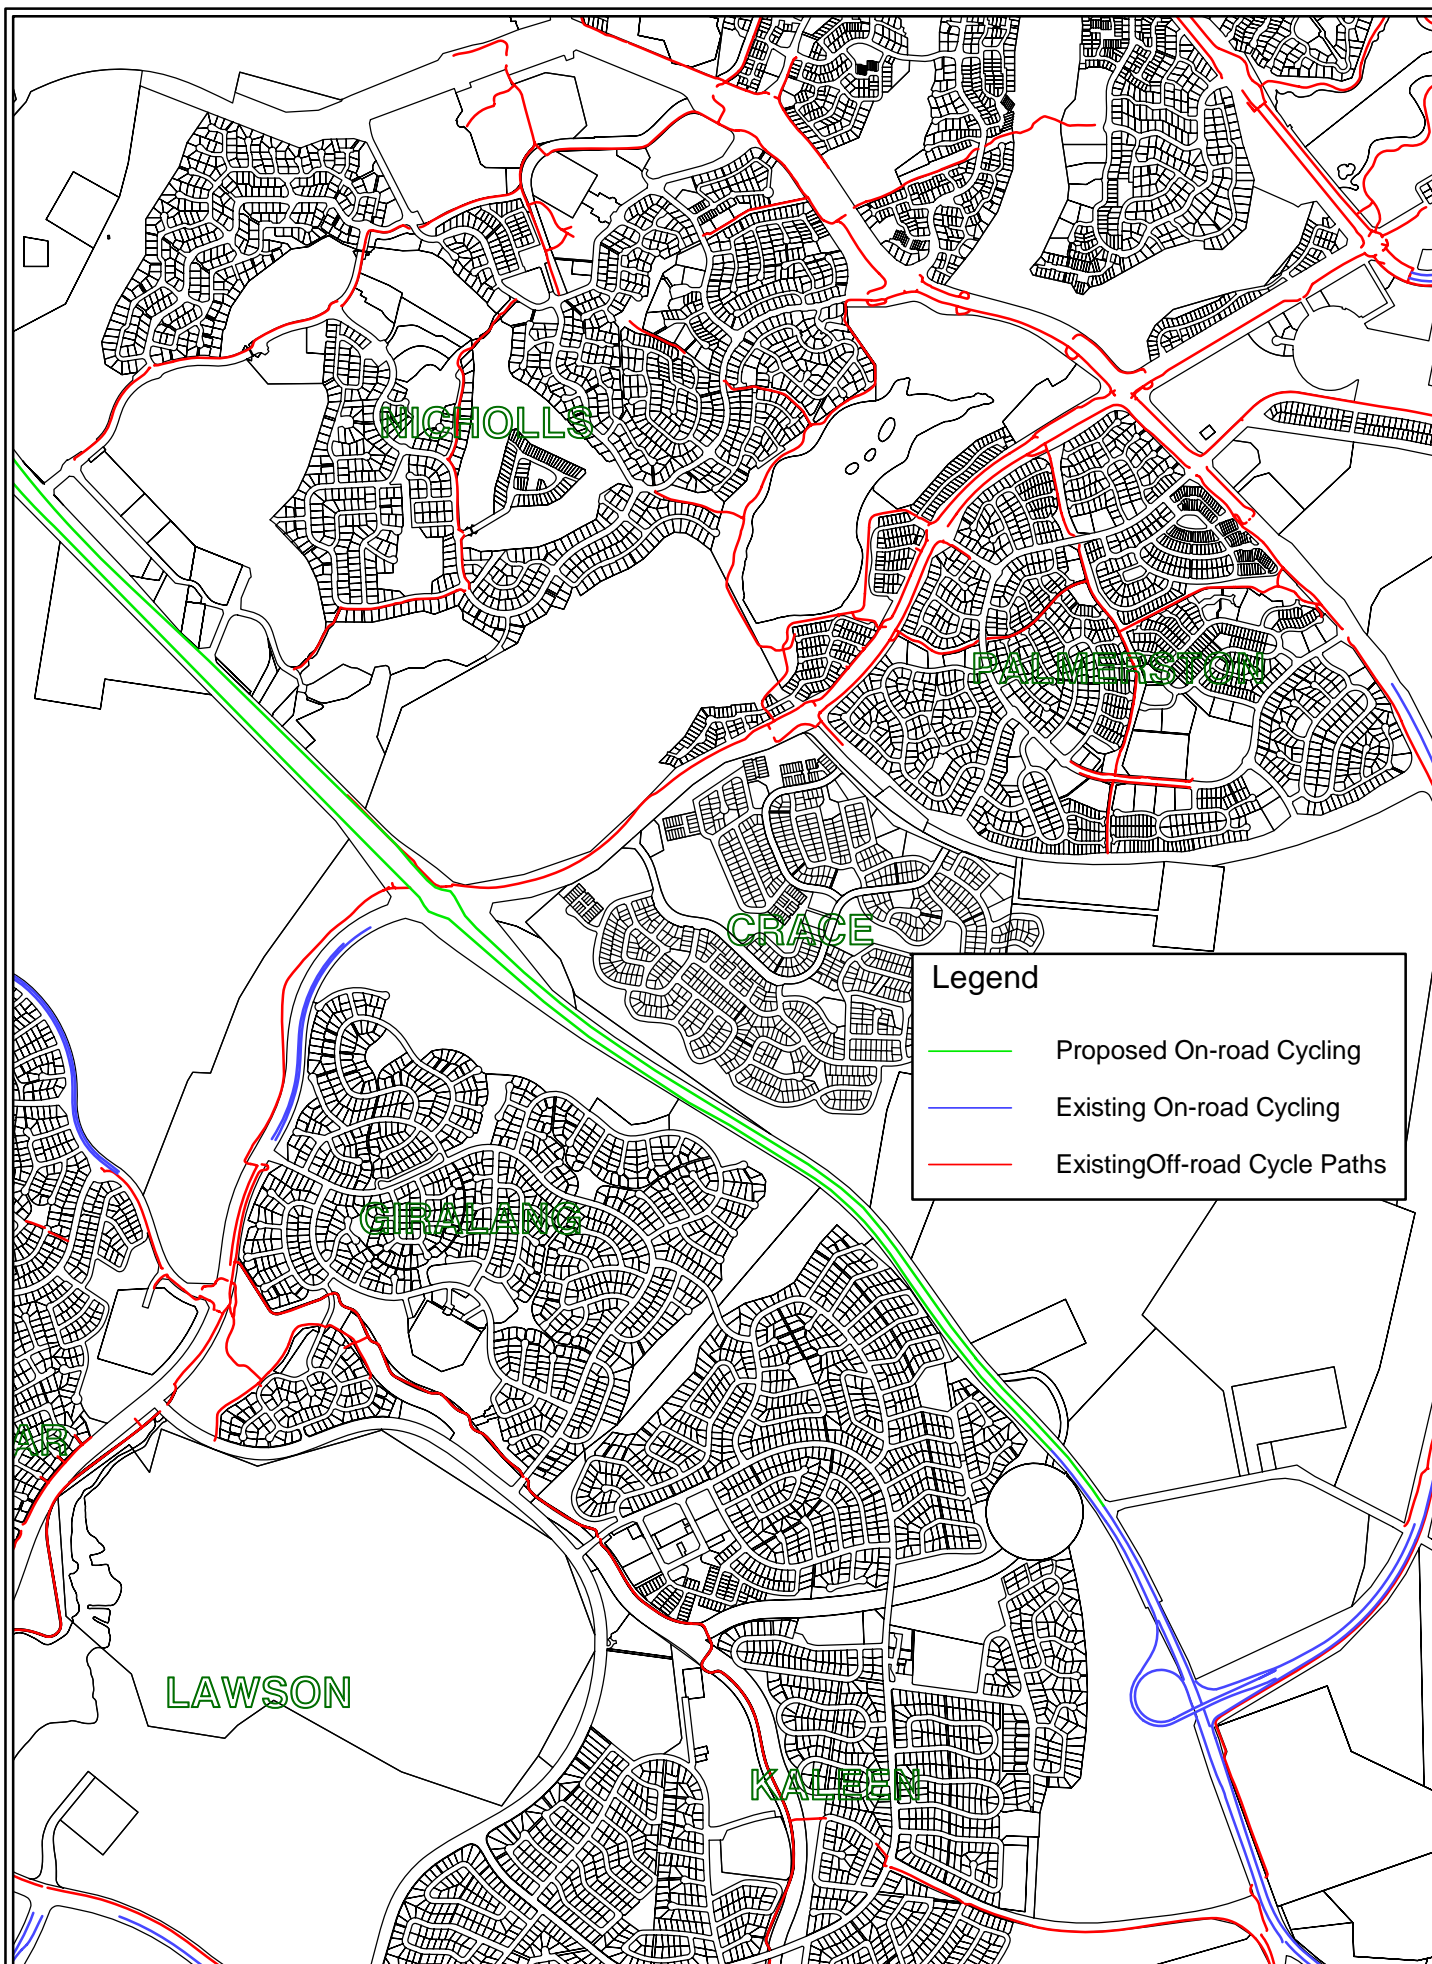 NICHOLLS
PALMERSTON
CRACE
Legend
Proposed On-road Cycling
Existing On-road Cycling
ExistingOff-road Cycle Paths
GIRALANG
AR
LAWSON
KALEEN